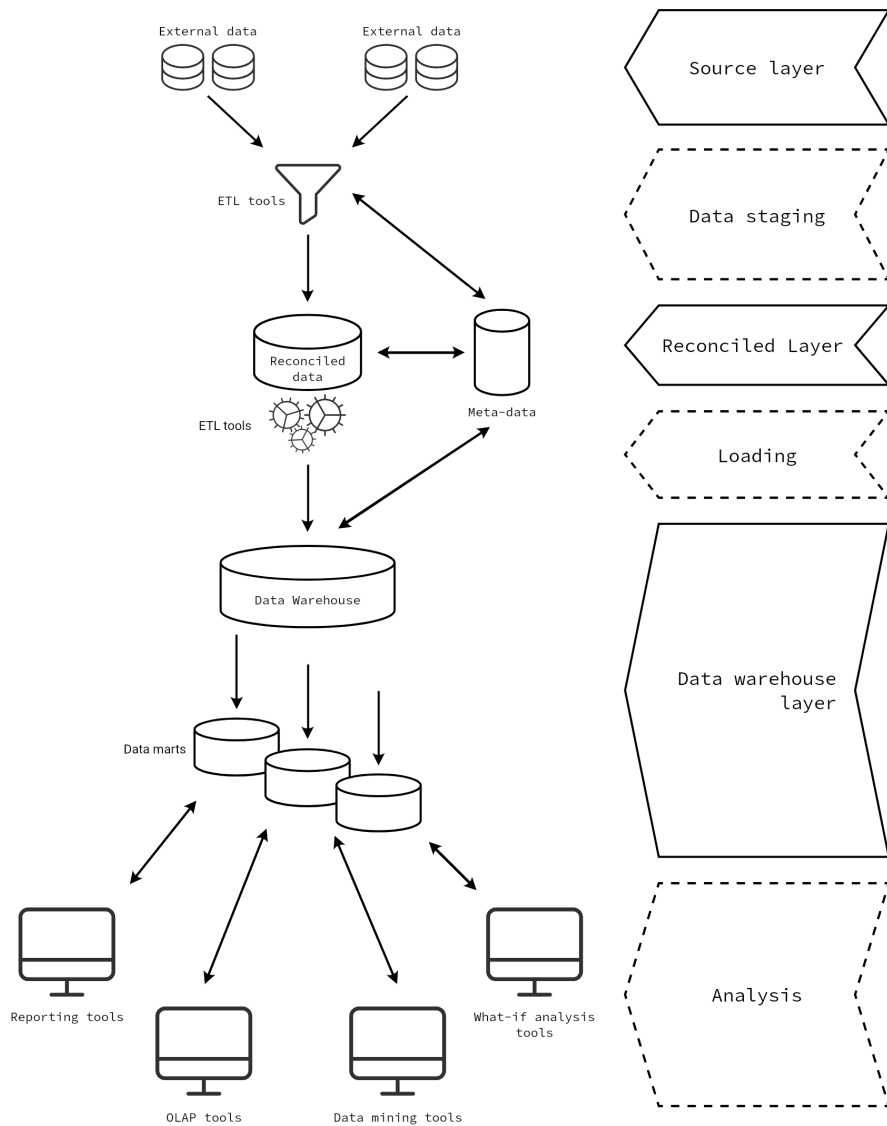 External data
External data
Source layer
ETL tools
Data staging
Reconciled
data
Reconciled Layer
Meta-data
ETL tools
Loading
Data Warehouse
Data warehouse
layer
Data marts
Analysis
Reporting tools
What-if analysis
tools
OLAP tools
Data mining tools